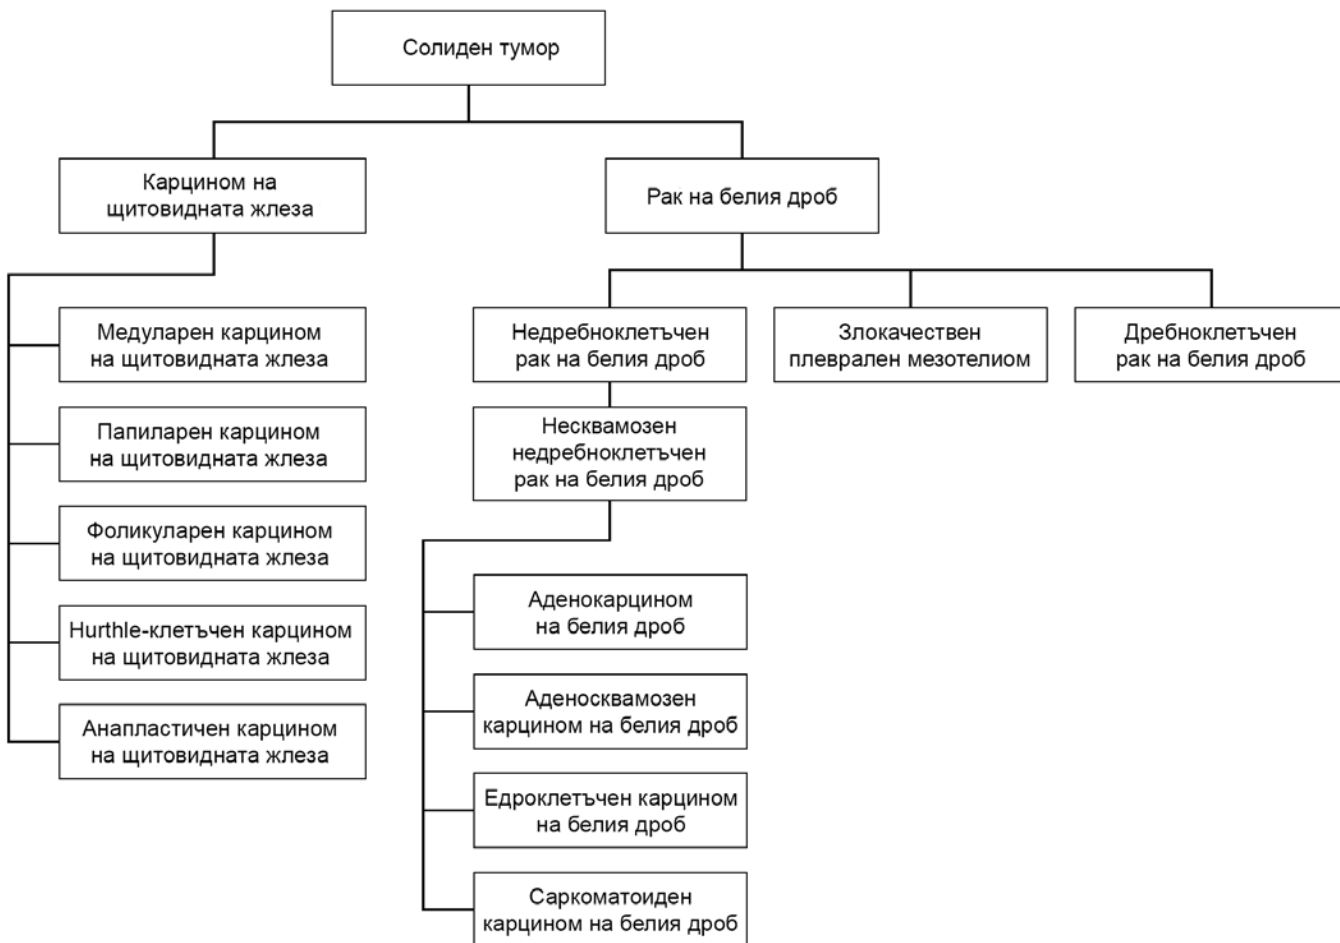 Солиден тумор
Карцином на
щитовидната жлеза
Рак на белия дроб
Медуларен карцином
на щитовидната жлеза
Папиларен карцином
на щитовидната жлеза
Фоликуларен карцином
на щитовидната жлеза
Hurthle-клетъчен карцином
на щитовидната жлеза
Анапластичен карцином
на щитовидната жлеза
Недребноклетъчен
рак на белия дроб
Злокачествен
плеврален мезотелиом
Дребноклетъчен
рак на белия дроб
Несквамозен
недребноклетъчен
рак на белия дроб
Аденокарцином
на белия дроб
Аденосквамозен
карцином на белия дроб
Едроклетъчен карцином
на белия дроб
Саркоматоиден
карцином на белия дроб